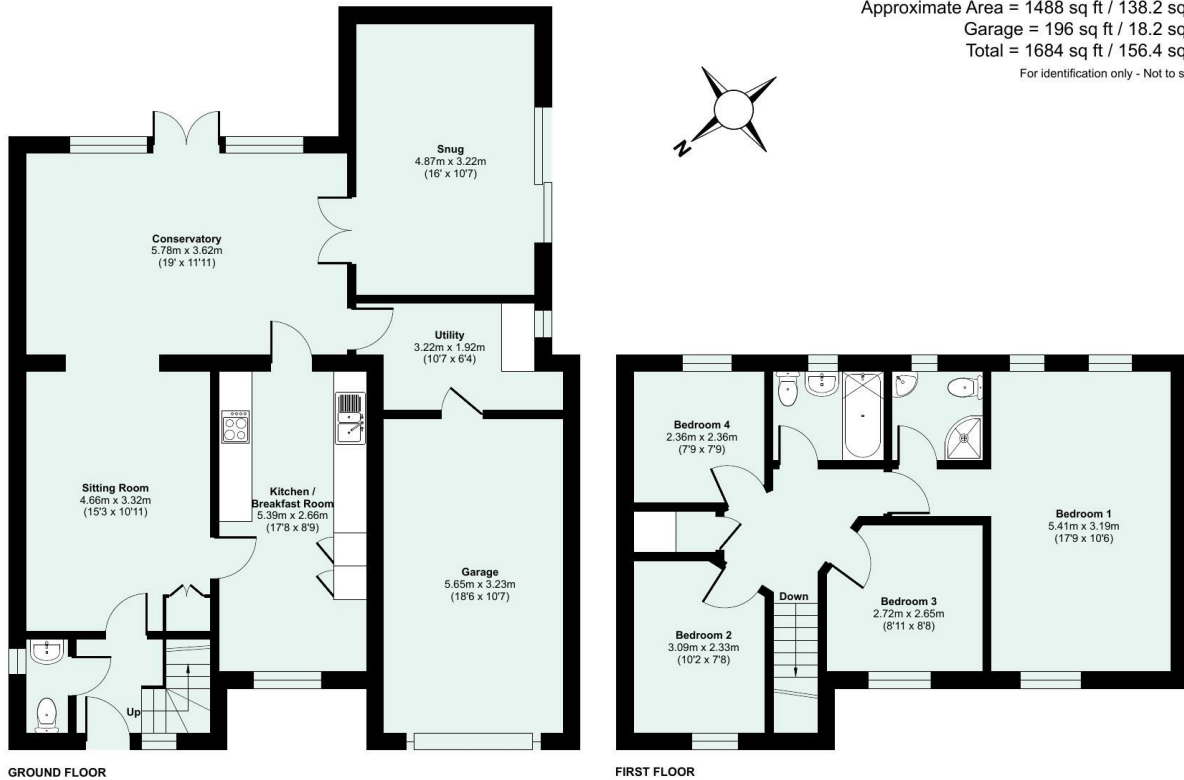 Approximate Area = 1488 sq ft / 138.2 sq
Garage = 196 sq ft / 18.2 sq
Total = 1684 sq ft / 156.4 sq
For identification only - Not to s
N
Snug
4.87m x 3.22m
(16' x 10'7)
Conservatory
5.78m x 3.62m
(19' x 11'11)
Utility
3.22m x 1.92m
(10'7 x 6'4)
Sitting Room
4.66m x 3.32m
(15'3 x 10'11)
Kitchen /
Breakfast Room
5.39m x 2.66m
(17'8 x 8'9)
Garage
5.65m x 3.23m
(18'6 x 10'7)
Up
GROUND FLOOR
Bedroom 4
2.36m x 2.36m
(7'9 x 7'9)
Bedroom 1
5.41m x 3.19m
(17'9 x 10'6)
Bedroom 3
2.72m x 2.65m
(8'11 x 8'8)
Down
Bedroom 2
3.09m x 2.33m
(10'2 x 7'8)
FIRST FLOOR